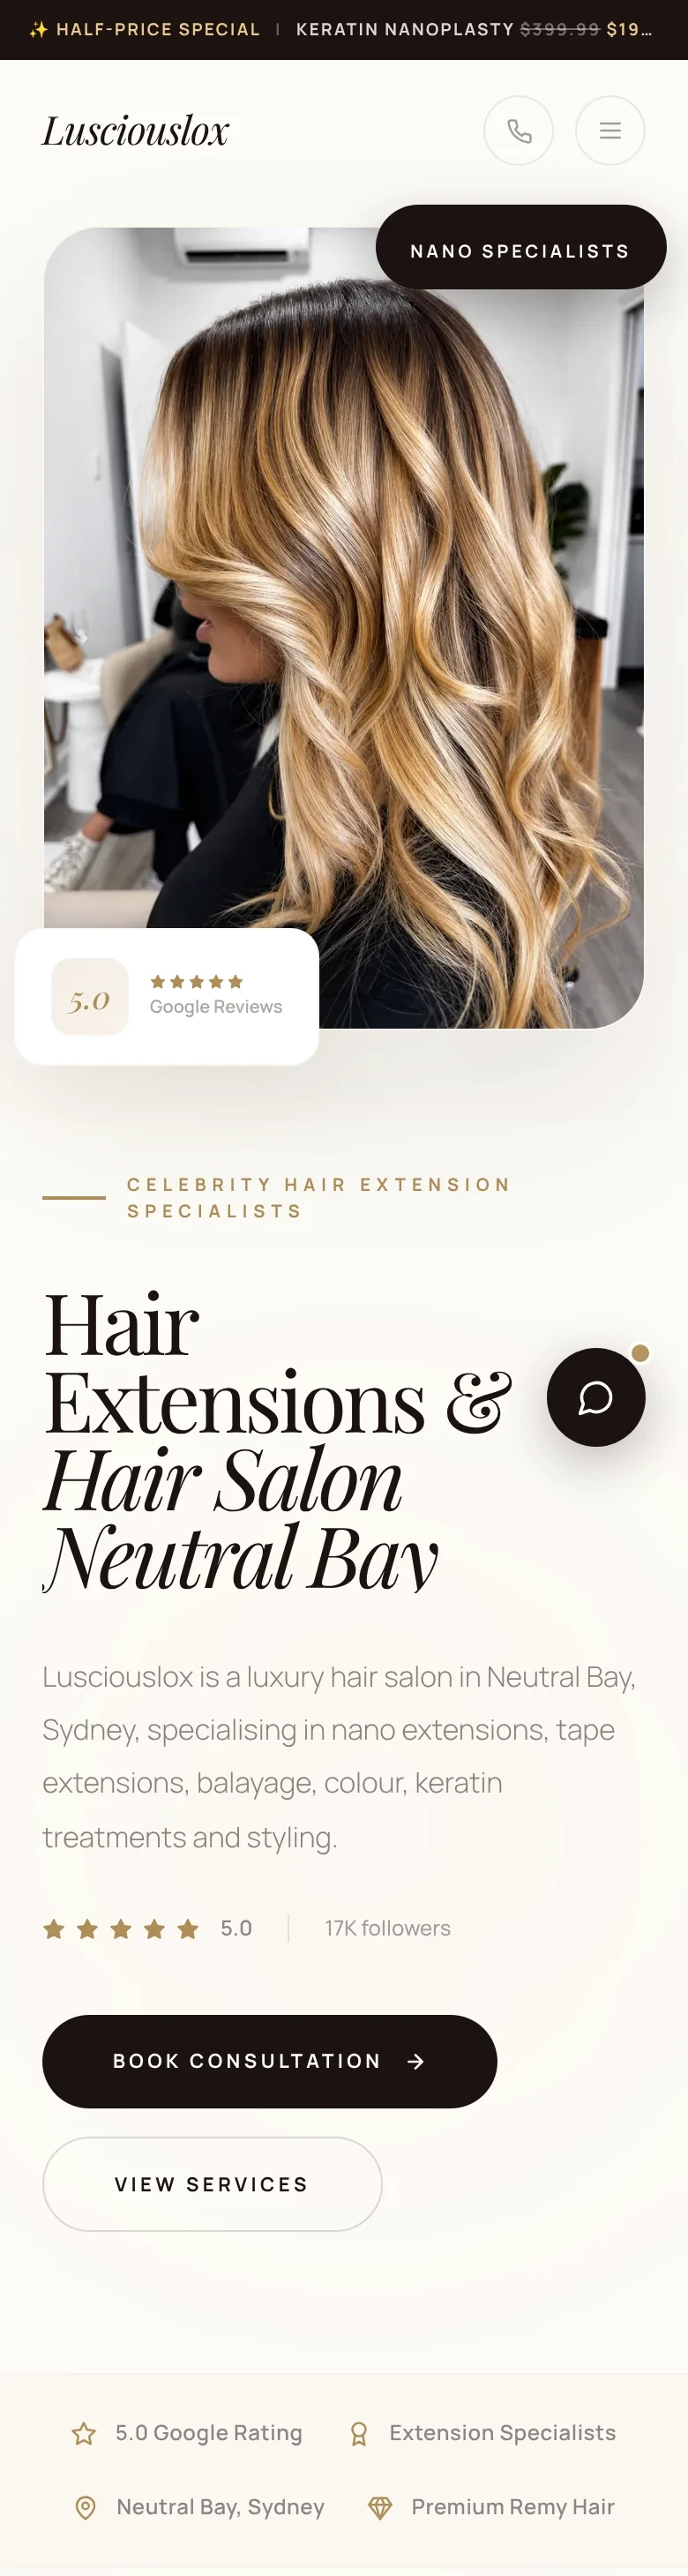 ✨ HALF-PRICE SPECIAL | KERATIN NANOPLASTY $399.99 $19…
Lusciouslox
NANO SPECIALISTS
5.0
Google Reviews
CELEBRITY HAIR EXTENSION
SPECIALISTS
Hair
Extensions &
Hair Salon
Neutral Bay
Lusciouslox is a luxury hair salon in Neutral Bay,
Sydney, specialising in nano extensions, tape
extensions, balayage, colour, keratin
treatments and styling.
5.0 | 17K followers
BOOK CONSULTATION →
VIEW SERVICES
5.0 Google Rating Extension Specialists
Neutral Bay, Sydney Premium Remy Hair